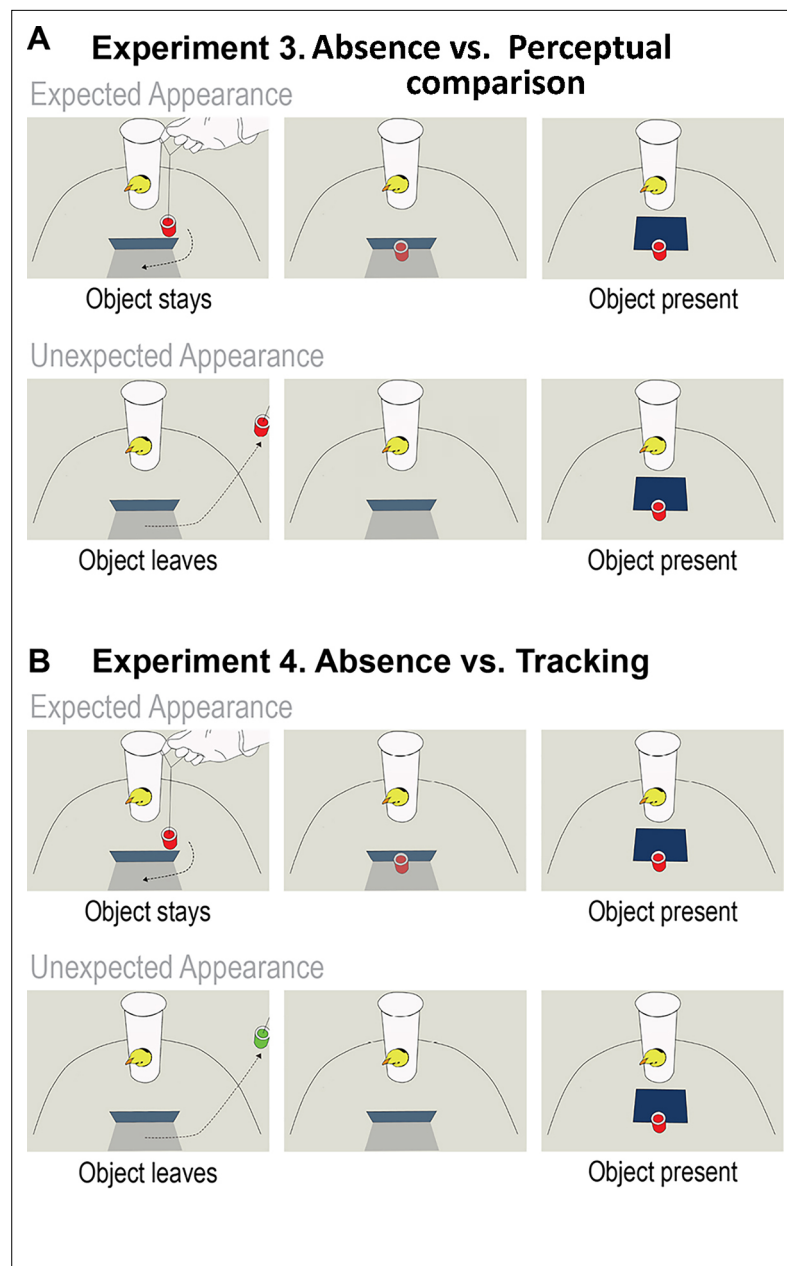 A
Experiment 3. Absence vs. Perceptual
comparison
Expected Appearance
Object stays
Object present
Unexpected Appearance
Object leaves
Object present
B
Experiment 4. Absence vs. Tracking
Expected Appearance
Object stays
Object present
Unexpected Appearance
Object leaves
Object present